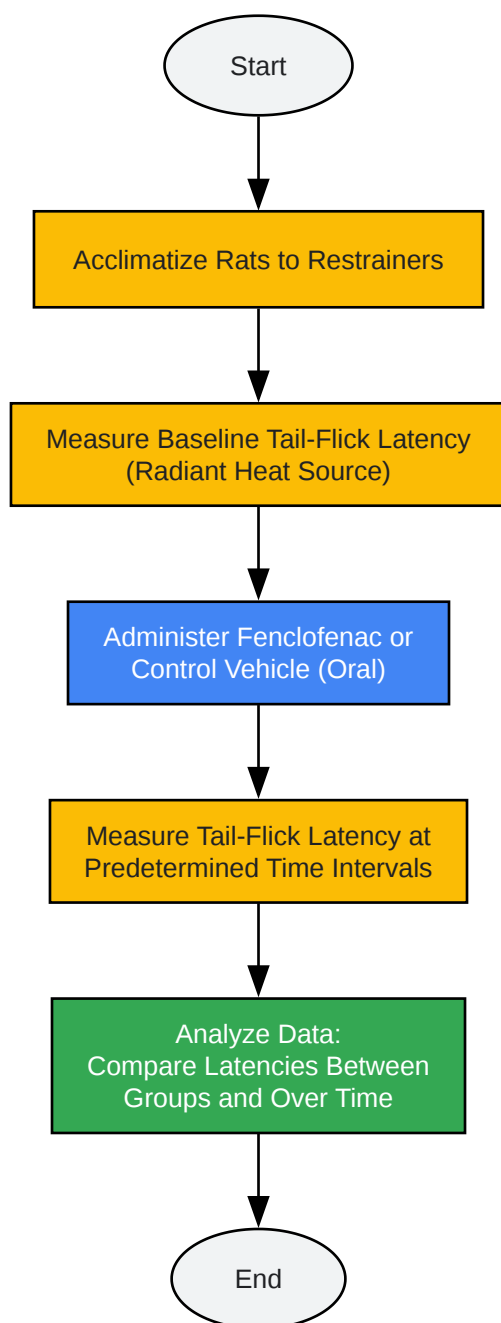 Start
Acclimatize Rats to Restrainers
Measure Baseline Tail-Flick Latency
(Radiant Heat Source)
Administer Fenclofenac or
Control Vehicle (Oral)
Measure Tail-Flick Latency at
Predetermined Time Intervals
Analyze Data:
Compare Latencies Between
Groups and Over Time
End